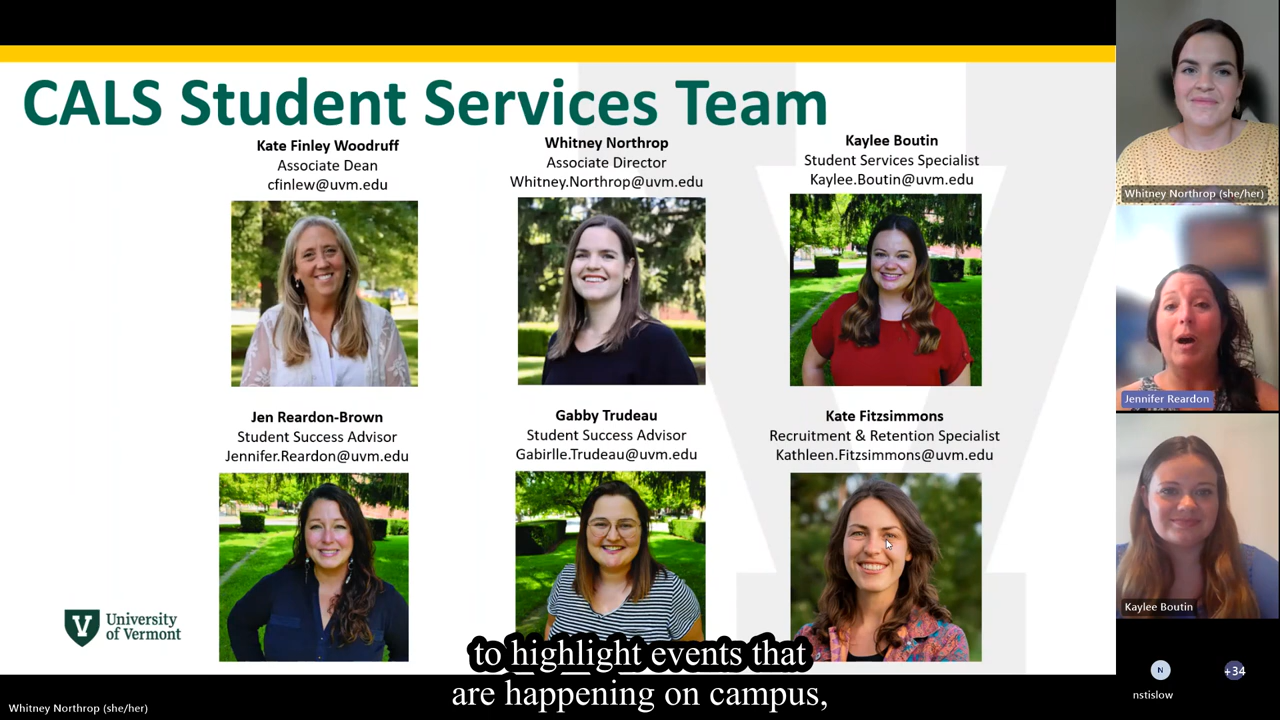 CALS Student Services Team
Kate Finley Woodruff
Associate Dean
cfinlew@uvm.edu
Whitney Northrop
Associate Director
Whitney.Northrop@uvm.edu
Kaylee Boutin
Student Services Specialist
Kaylee.Boutin@uvm.edu
Jen Reardon-Brown
Student Success Advisor
Jennifer.Reardon@uvm.edu
Gabby Trudeau
Student Success Advisor
Gabirlle.Trudeau@uvm.edu
Kate Fitzsimmons
Recruitment & Retention Specialist
Kathleen.Fitzsimmons@uvm.edu
V
University
of Vermont
to highlight events that
are happening on campus,
Whitney Northrop (she/her)
Whitney Northrop (she/her)
Jennifer Reardon
Kaylee Boutin
N
nstislow
+34